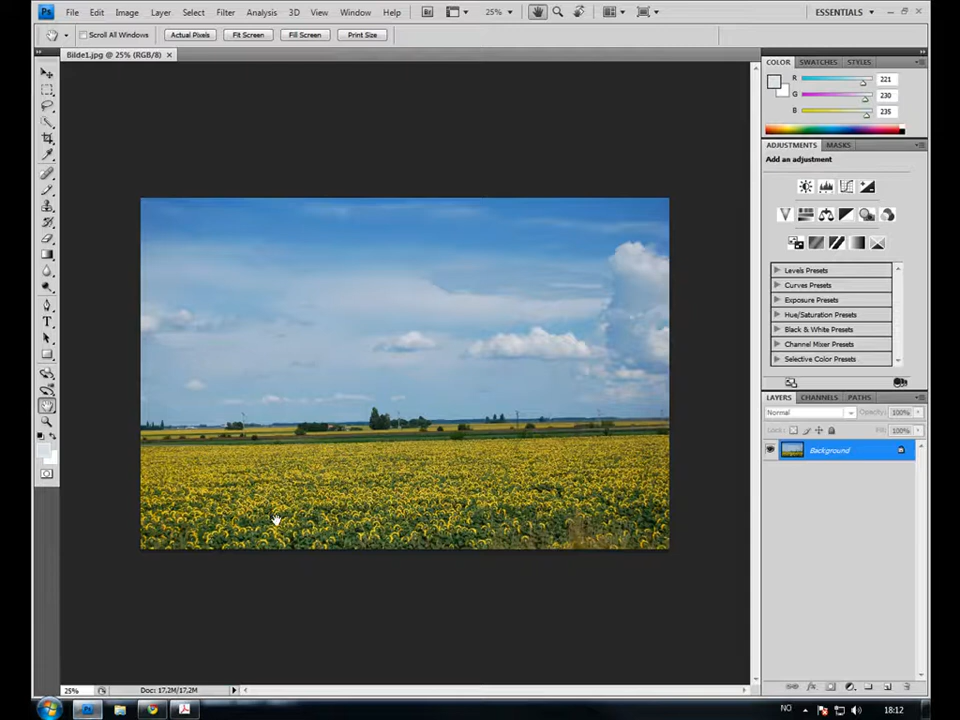 Ps File Edit Image Layer Select Filter Analysis 3D View Window Help Br 25% ESSENTIALS
Scroll All Windows Actual Pixels Fit Screen Fill Screen Print Size
Bilde1.jpg @ 25% (RGB/8)
COLOR SWATCHES STYLES
R 221
G 230
B 235
ADJUSTMENTS MASKS
Add an adjustment
Levels Presets
Curves Presets
Exposure Presets
Hue/Saturation Presets
Black & White Presets
Channel Mixer Presets
Selective Color Presets
LAYERS CHANNELS PATHS
Normal Opacity: 100%
Lock: Fill: 100%
Background
25% Doc: 17,2M/17,2M
Ps NO 18:12